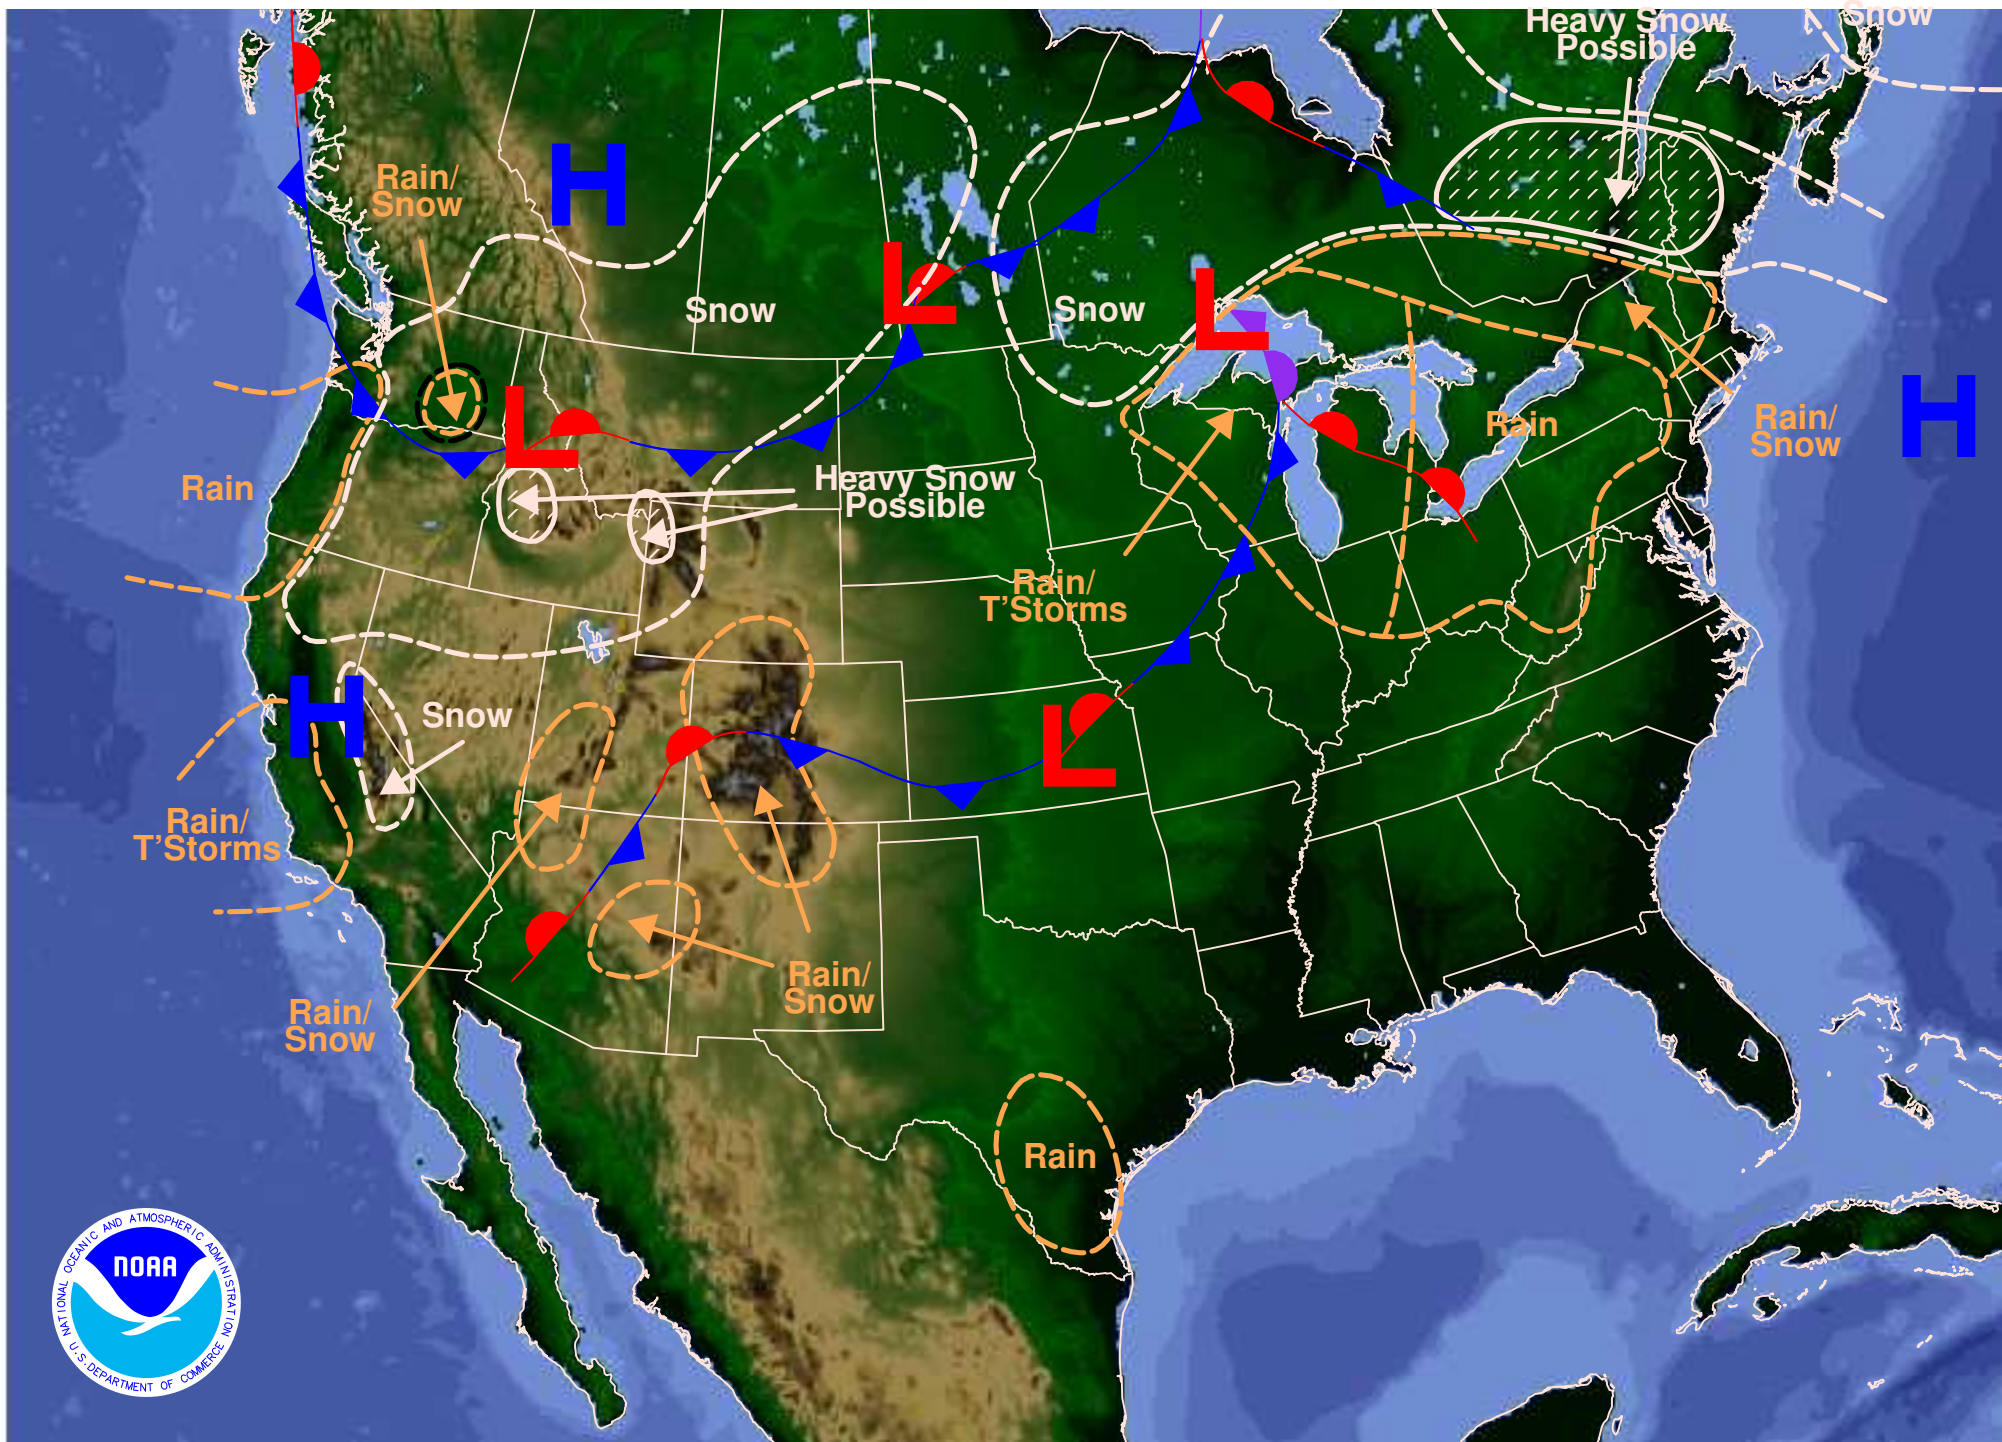 Heavy Snow
Possible
Snow
Rain/
Snow
H
L
Snow
Snow
L
L
H
Rain/
Snow
Rain
L
Rain
Heavy Snow
Possible
Rain/
T'Storms
H
Snow
L
Rain/
T'Storms
Rain/
Snow
Rain/
Snow
Rain
NATIONAL OCEANIC AND ATMOSPHERIC ADMINISTRATION
NOAA
U.S. DEPARTMENT OF COMMERCE